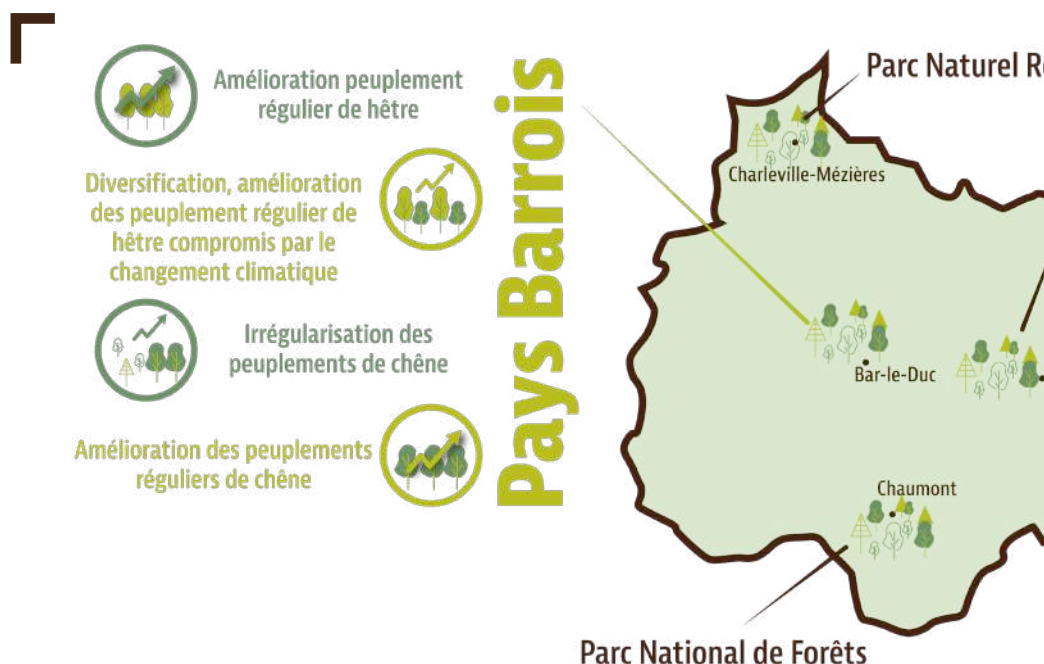 Amélioration peuplement
régulier de hêtre
Diversification, amélioration
des peuplement régulier de
hêtre compromis par le
changement climatique
Irrégularisation des
peuplements de chêne
Amélioration des peuplements
réguliers de chêne
Pays Barrois
Parc Naturel
Charleville-Mézières
Bar-le-Duc
Chaumont
Parc National de Forêts